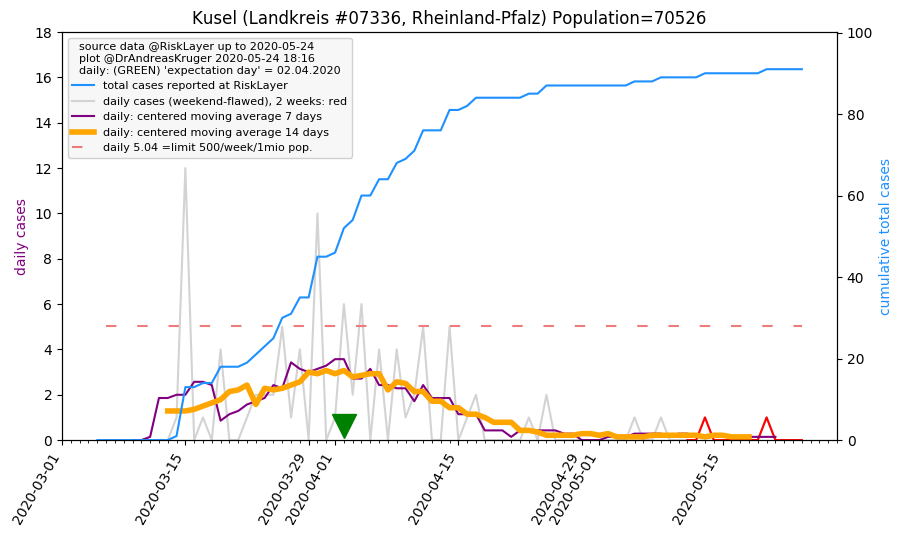 Kusel (Landkreis #07336, Rheinland-Pfalz) Population=70526
source data @RiskLayer up to 2020-05-24
plot @DrAndreasKruger 2020-05-24 18:16
daily: (GREEN) 'expectation day' = 02.04.2020
total cases reported at RiskLayer
daily cases (weekend-flawed), 2 weeks: red
daily: centered moving average 7 days
daily: centered moving average 14 days
daily 5.04 =limit 500/week/1mio pop.
daily cases
18
16
14
12
10
8
6
4
2
0
100
80
60
40
20
0
cumulative total cases
2020-03-01
2020-03-15
2020-03-29
2020-04-01
2020-04-15
2020-04-29
2020-05-01
2020-05-15